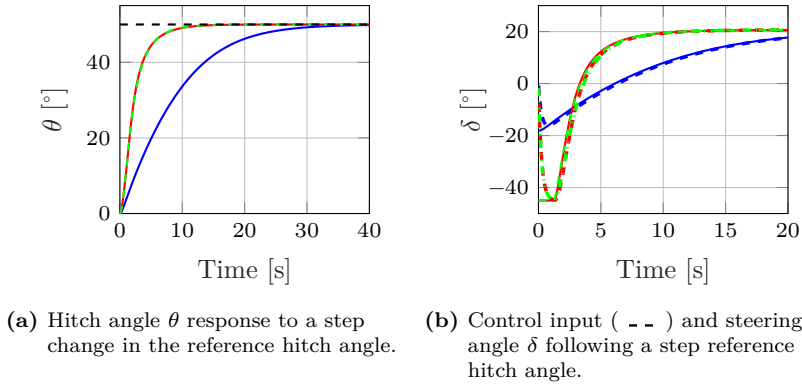 40
20
0
0 10 20 30 40
θ [°]
Time [s]
20
0
−20
−40
0 5 10 15 20
δ [°]
Time [s]
(a) Hitch angle θ response to a step
change in the reference hitch angle.
(b) Control input ( -- ) and steering
angle δ following a step reference
hitch angle.